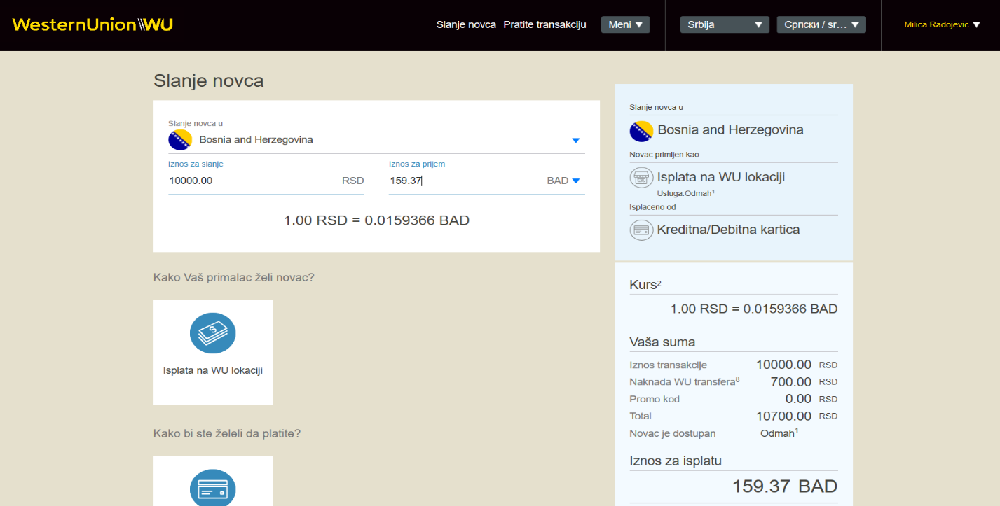 WesternUnion WU
Slanje novca Pratite transakciju Meni Srbija Српски / sr... Milica Radojevic
Slanje novca
Slanje novca u
Bosnia and Herzegovina
Iznos za slanje Iznos za prijem
10000.00 RSD 159.37 BAD
1.00 RSD = 0.0159366 BAD
Kako Vaš primalac želi novac?
Isplata na WU lokaciji
Kako bi ste želeli da platite?
Slanje novca u
Bosnia and Herzegovina
Novac primljen kao
Isplata na WU lokaciji
Usluga:Odmah¹
Isplaceno od
Kreditna/Debitna kartica
Kurs²
1.00 RSD = 0.0159366 BAD
Vaša suma
Iznos transakcije 10000.00 RSD
Naknada WU transfera⁸ 700.00 RSD
Promo kod 0.00 RSD
Total 10700.00 RSD
Novac je dostupan Odmah¹
Iznos za isplatu
159.37 BAD